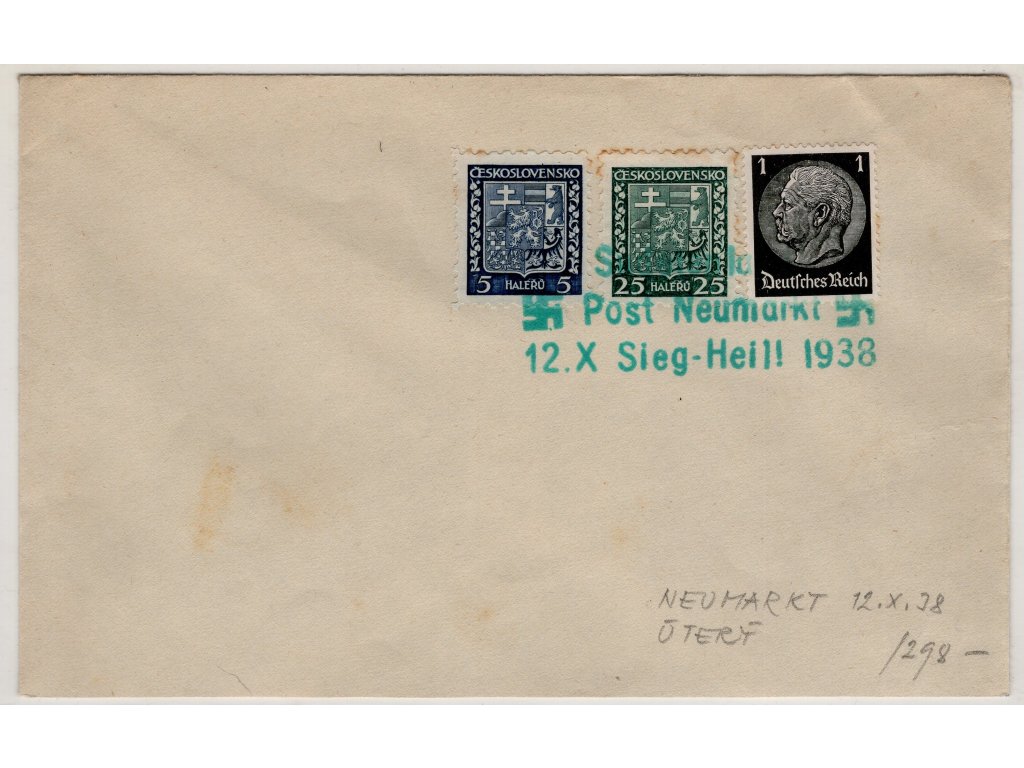 ČESKOSLOVENSKO
5 HALÉŘŮ 5
ČESKOSLOVENSKO
25 HALÉŘŮ 25
1 1
Deutsches Reich
Post Neumarkt
12.X Sieg-Heil! 1938
NEUMARKT 12.X.38
ÚTERÝ
/298 —